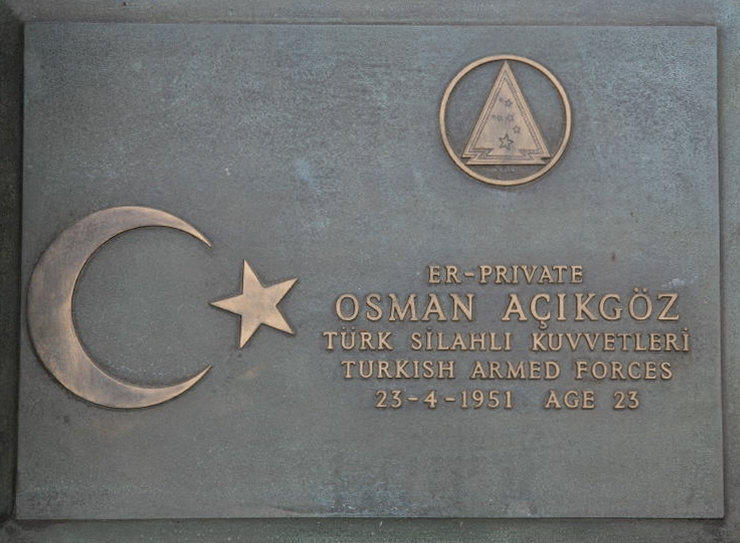 ER-PRIVATE
OSMAN AÇIKGÖZ
TÜRK SİLAHLI KUVVETLERİ
TURKISH ARMED FORCES
23-4-1951 AGE 23